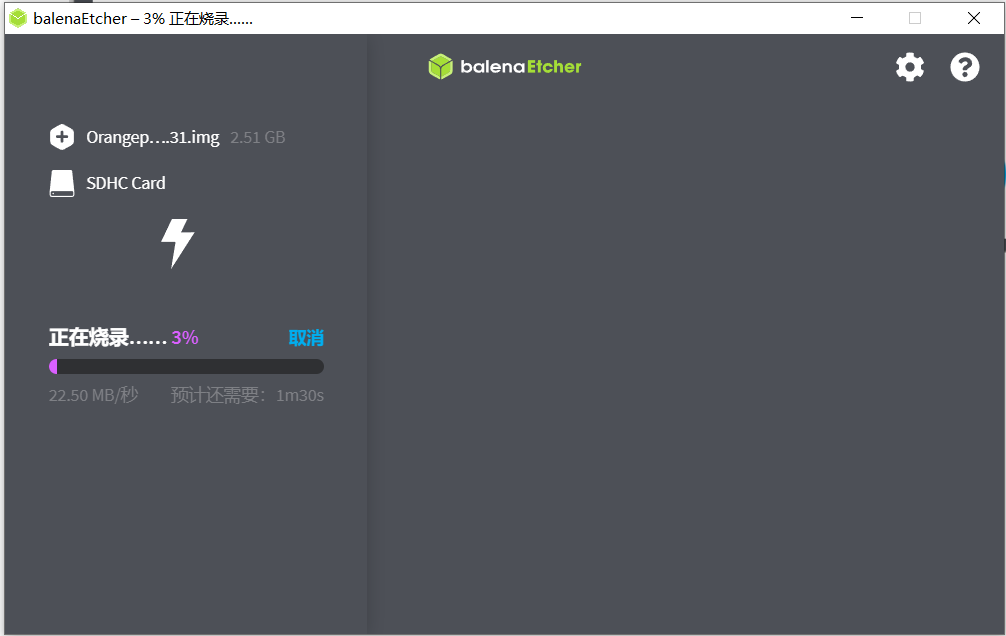 balenaEtcher – 3% 正在烧录......
balenaEtcher
Orangep....31.img 2.51 GB
SDHC Card
正在烧录...... 3% 取消
22.50 MB/秒 预计还需要：1m30s